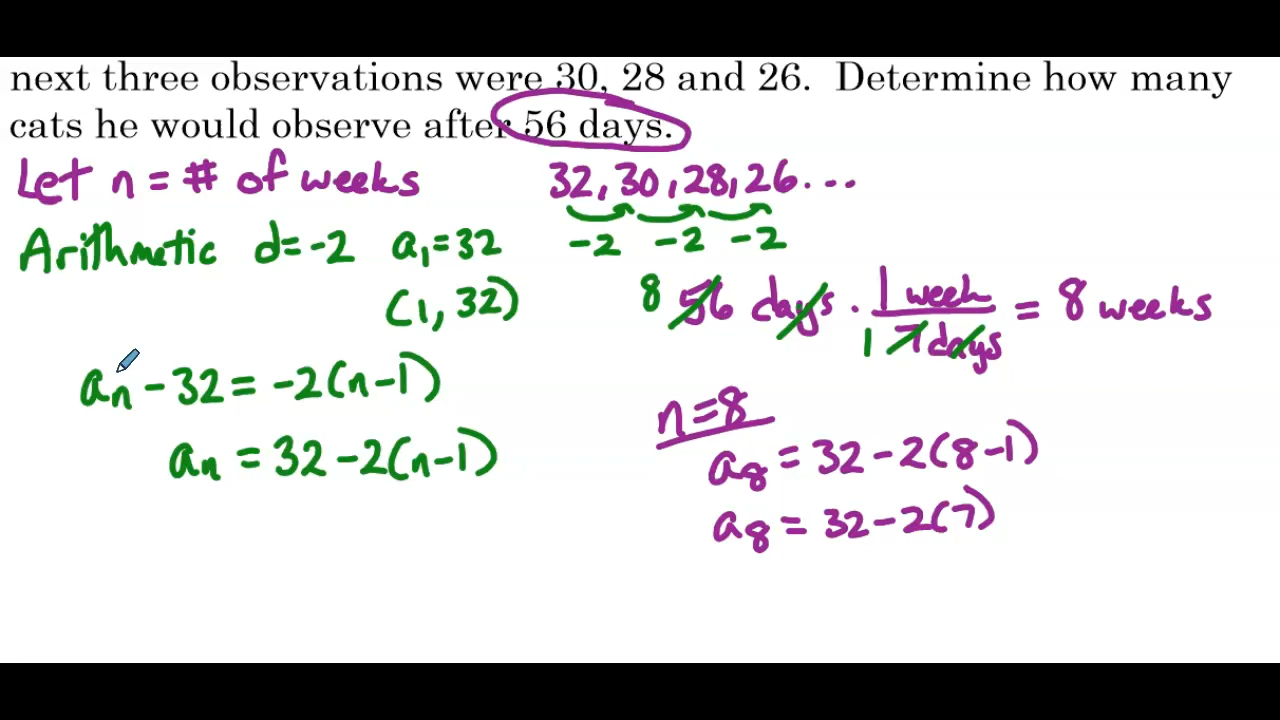 next three observations were 30, 28 and 26. Determine how many
cats he would observe after 56 days.
Let n = # of weeks
32, 30, 28, 26...
-2 -2 -2
Arithmetic d=-2 a₁=32
(1, 32)
8 56 days · 1 week / 1 7 days = 8 weeks
aₙ - 32 = -2(n-1)
aₙ = 32 - 2(n-1)
n=8
a₈ = 32 - 2(8-1)
a₈ = 32 - 2(7)